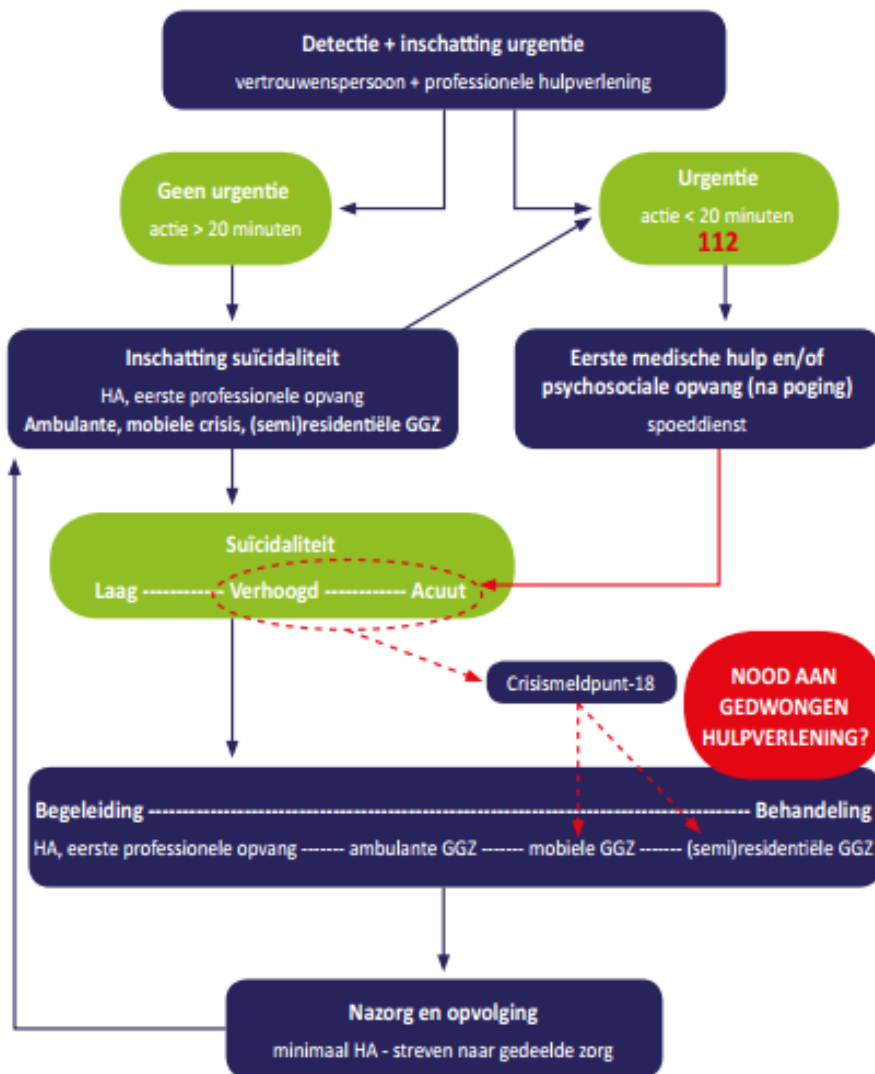 Detectie + inschatting urgentie
vertrouwenspersoon + professionele hulpverlening
Geen urgentie
actie > 20 minuten
Urgentie
actie < 20 minuten
112
Inschatting suïcidaliteit
HA, eerste professionele opvang
Ambulante, mobiele crisis, (semi)residentiële GGZ
Eerste medische hulp en/of
psychosociale opvang (na poging)
spoeddienst
Suïcidaliteit
Laag ----------- Verhoogd ------------ Acuut
Crisismeldpunt-18
NOOD AAN
GEDWONGEN
HULPVERLENING?
Begeleiding ---------------------------------------------------------------- Behandeling
HA, eerste professionele opvang ------- ambulante GGZ ------- mobiele GGZ ------- (semi)residentiële GGZ
Nazorg en opvolging
minimaal HA - streven naar gedeelde zorg